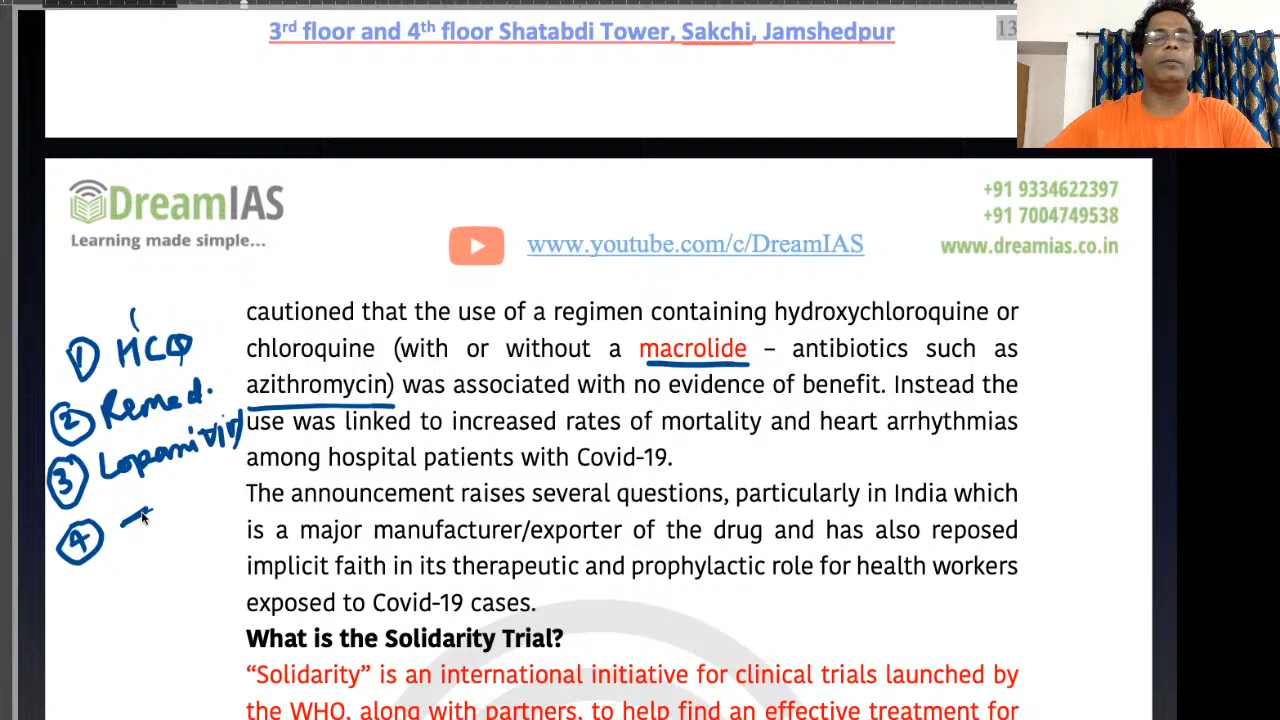 3rd floor and 4th floor Shatabdi Tower, Sakchi, Jamshedpur
13
DreamIAS
Learning made simple...
www.youtube.com/c/DreamIAS
+91 9334622397
+91 7004749538
www.dreamias.co.in
cautioned that the use of a regimen containing hydroxychloroquine or
chloroquine (with or without a macrolide – antibiotics such as
azithromycin) was associated with no evidence of benefit. Instead the
use was linked to increased rates of mortality and heart arrhythmias
among hospital patients with Covid-19.
The announcement raises several questions, particularly in India which
is a major manufacturer/exporter of the drug and has also reposed
implicit faith in its therapeutic and prophylactic role for health workers
exposed to Covid-19 cases.
What is the Solidarity Trial?
“Solidarity” is an international initiative for clinical trials launched by
the WHO, along with partners, to help find an effective treatment for
1) HCQ
2 Remed.
3
4